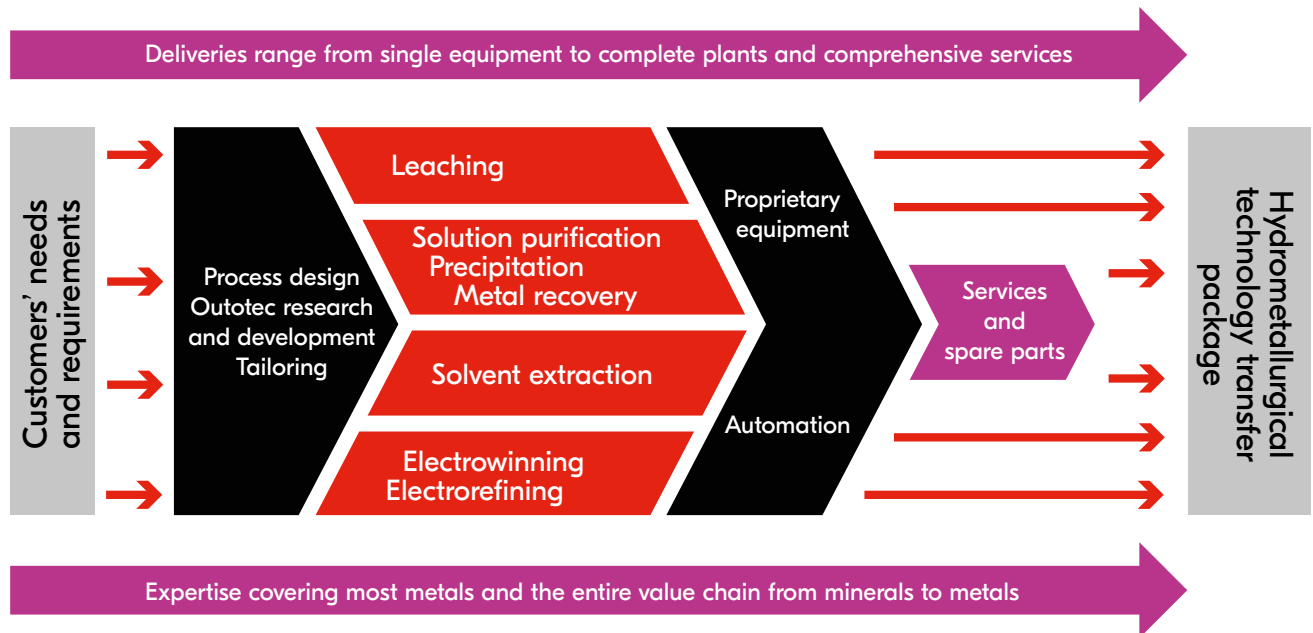 Deliveries range from single equipment to complete plants and comprehensive services
Customers' needs
and requirements
Process design
Outotec research
and development
Tailoring
Leaching
Solution purification
Precipitation
Metal recovery
Solvent extraction
Electrowinning
Electrorefining
Proprietary
equipment
Automation
Services
and
spare parts
Hydrometallurgical
technology transfer
package
Expertise covering most metals and the entire value chain from minerals to metals